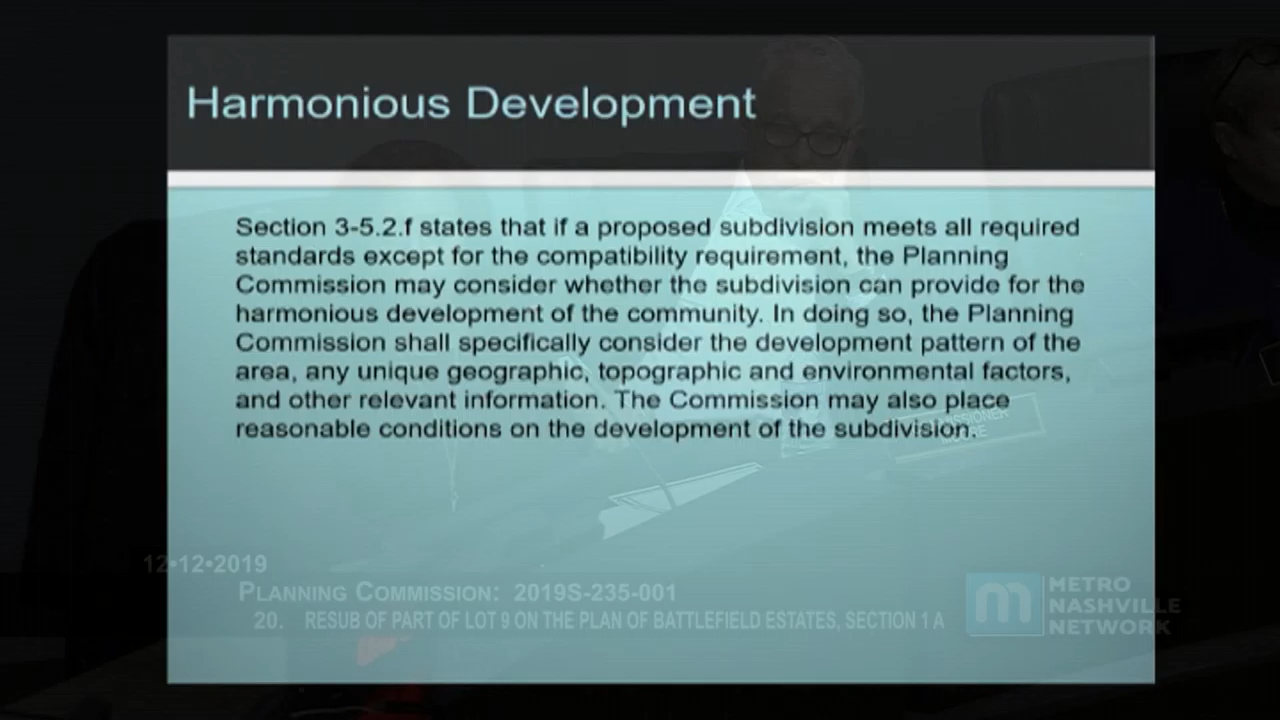 Harmonious Development
Section 3-5.2.f states that if a proposed subdivision meets all required
standards except for the compatibility requirement, the Planning
Commission may consider whether the subdivision can provide for the
harmonious development of the community. In doing so, the Planning
Commission shall specifically consider the development pattern of the
area, any unique geographic, topographic and environmental factors,
and other relevant information. The Commission may also place
reasonable conditions on the development of the subdivision.
12•12•2019
PLANNING COMMISSION: 2019S-235-001
20. RESUB OF PART OF LOT 9 ON THE PLAN OF BATTLEFIELD ESTATES, SECTION 1 A
m
METRO
NASHVILLE
NETWORK